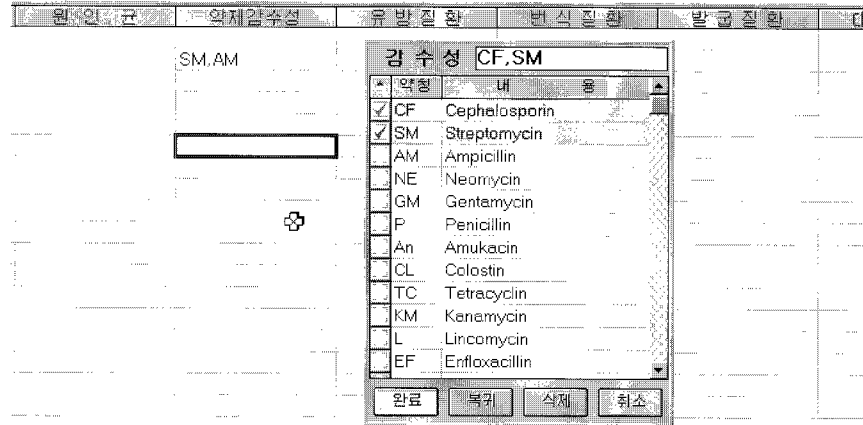 원인균 약제감수성 유방질환 번식질환 발굽질환
SM,AM
감수성 CF,SM
약칭 내 용
CF Cephalosporin
SM Streptomycin
AM Ampicillin
NE Neomycin
GM Gentamycin
P Penicillin
An Amukacin
CL Colostin
TC Tetracyclin
KM Kanamycin
L Lincomycin
EF Enfloxacillin
완료 복귀 삭제 취소